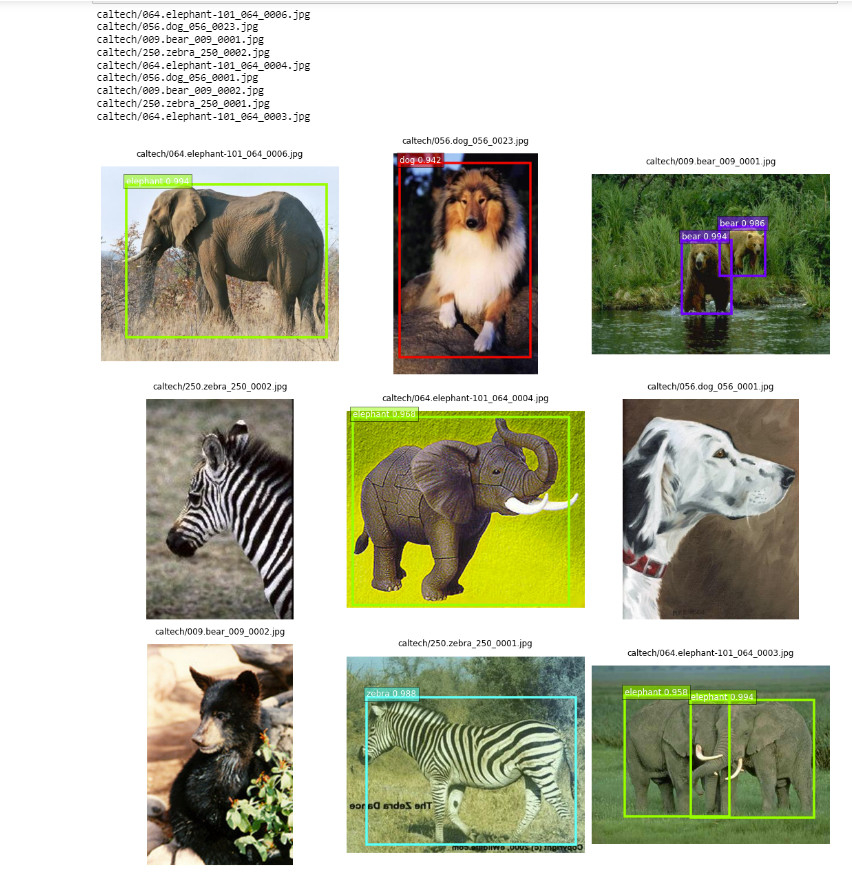 caltech/064.elephant-101_064_0006.jpg
caltech/056.dog_056_0023.jpg
caltech/009.bear_009_0001.jpg
caltech/250.zebra_250_0002.jpg
caltech/064.elephant-101_064_0004.jpg
caltech/056.dog_056_0001.jpg
caltech/009.bear_009_0002.jpg
caltech/250.zebra_250_0001.jpg
caltech/064.elephant-101_064_0003.jpg
caltech/064.elephant-101_064_0006.jpg
caltech/056.dog_056_0023.jpg
caltech/009.bear_009_0001.jpg
elephant 0.994
dog 0.942
bear 0.986
bear 0.994
caltech/250.zebra_250_0002.jpg
caltech/064.elephant-101_064_0004.jpg
caltech/056.dog_056_0001.jpg
elephant 0.960
caltech/009.bear_009_0002.jpg
caltech/250.zebra_250_0001.jpg
caltech/064.elephant-101_064_0003.jpg
zebra 0.988
elephant 0.958
elephant 0.994
The Zebra Dance
Copyright (c) 2000, eWildlife.com